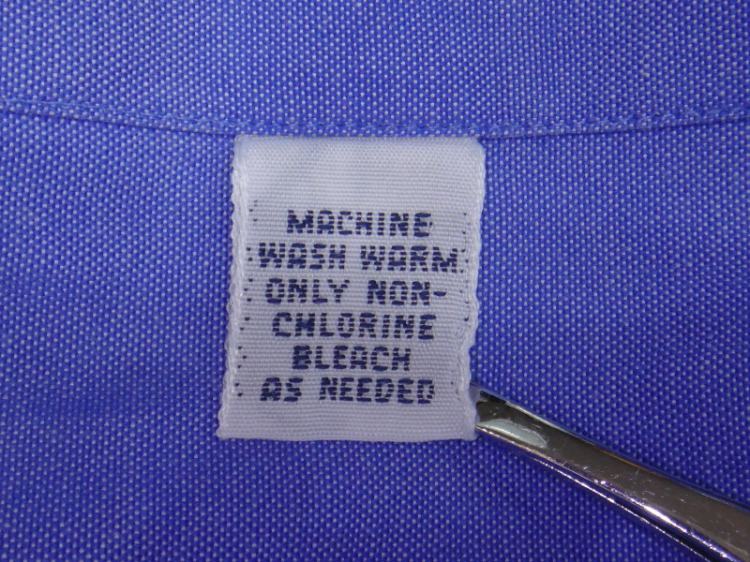 MACHINE
WASH WARM
ONLY NON-
CHLORINE
BLEACH
AS NEEDED